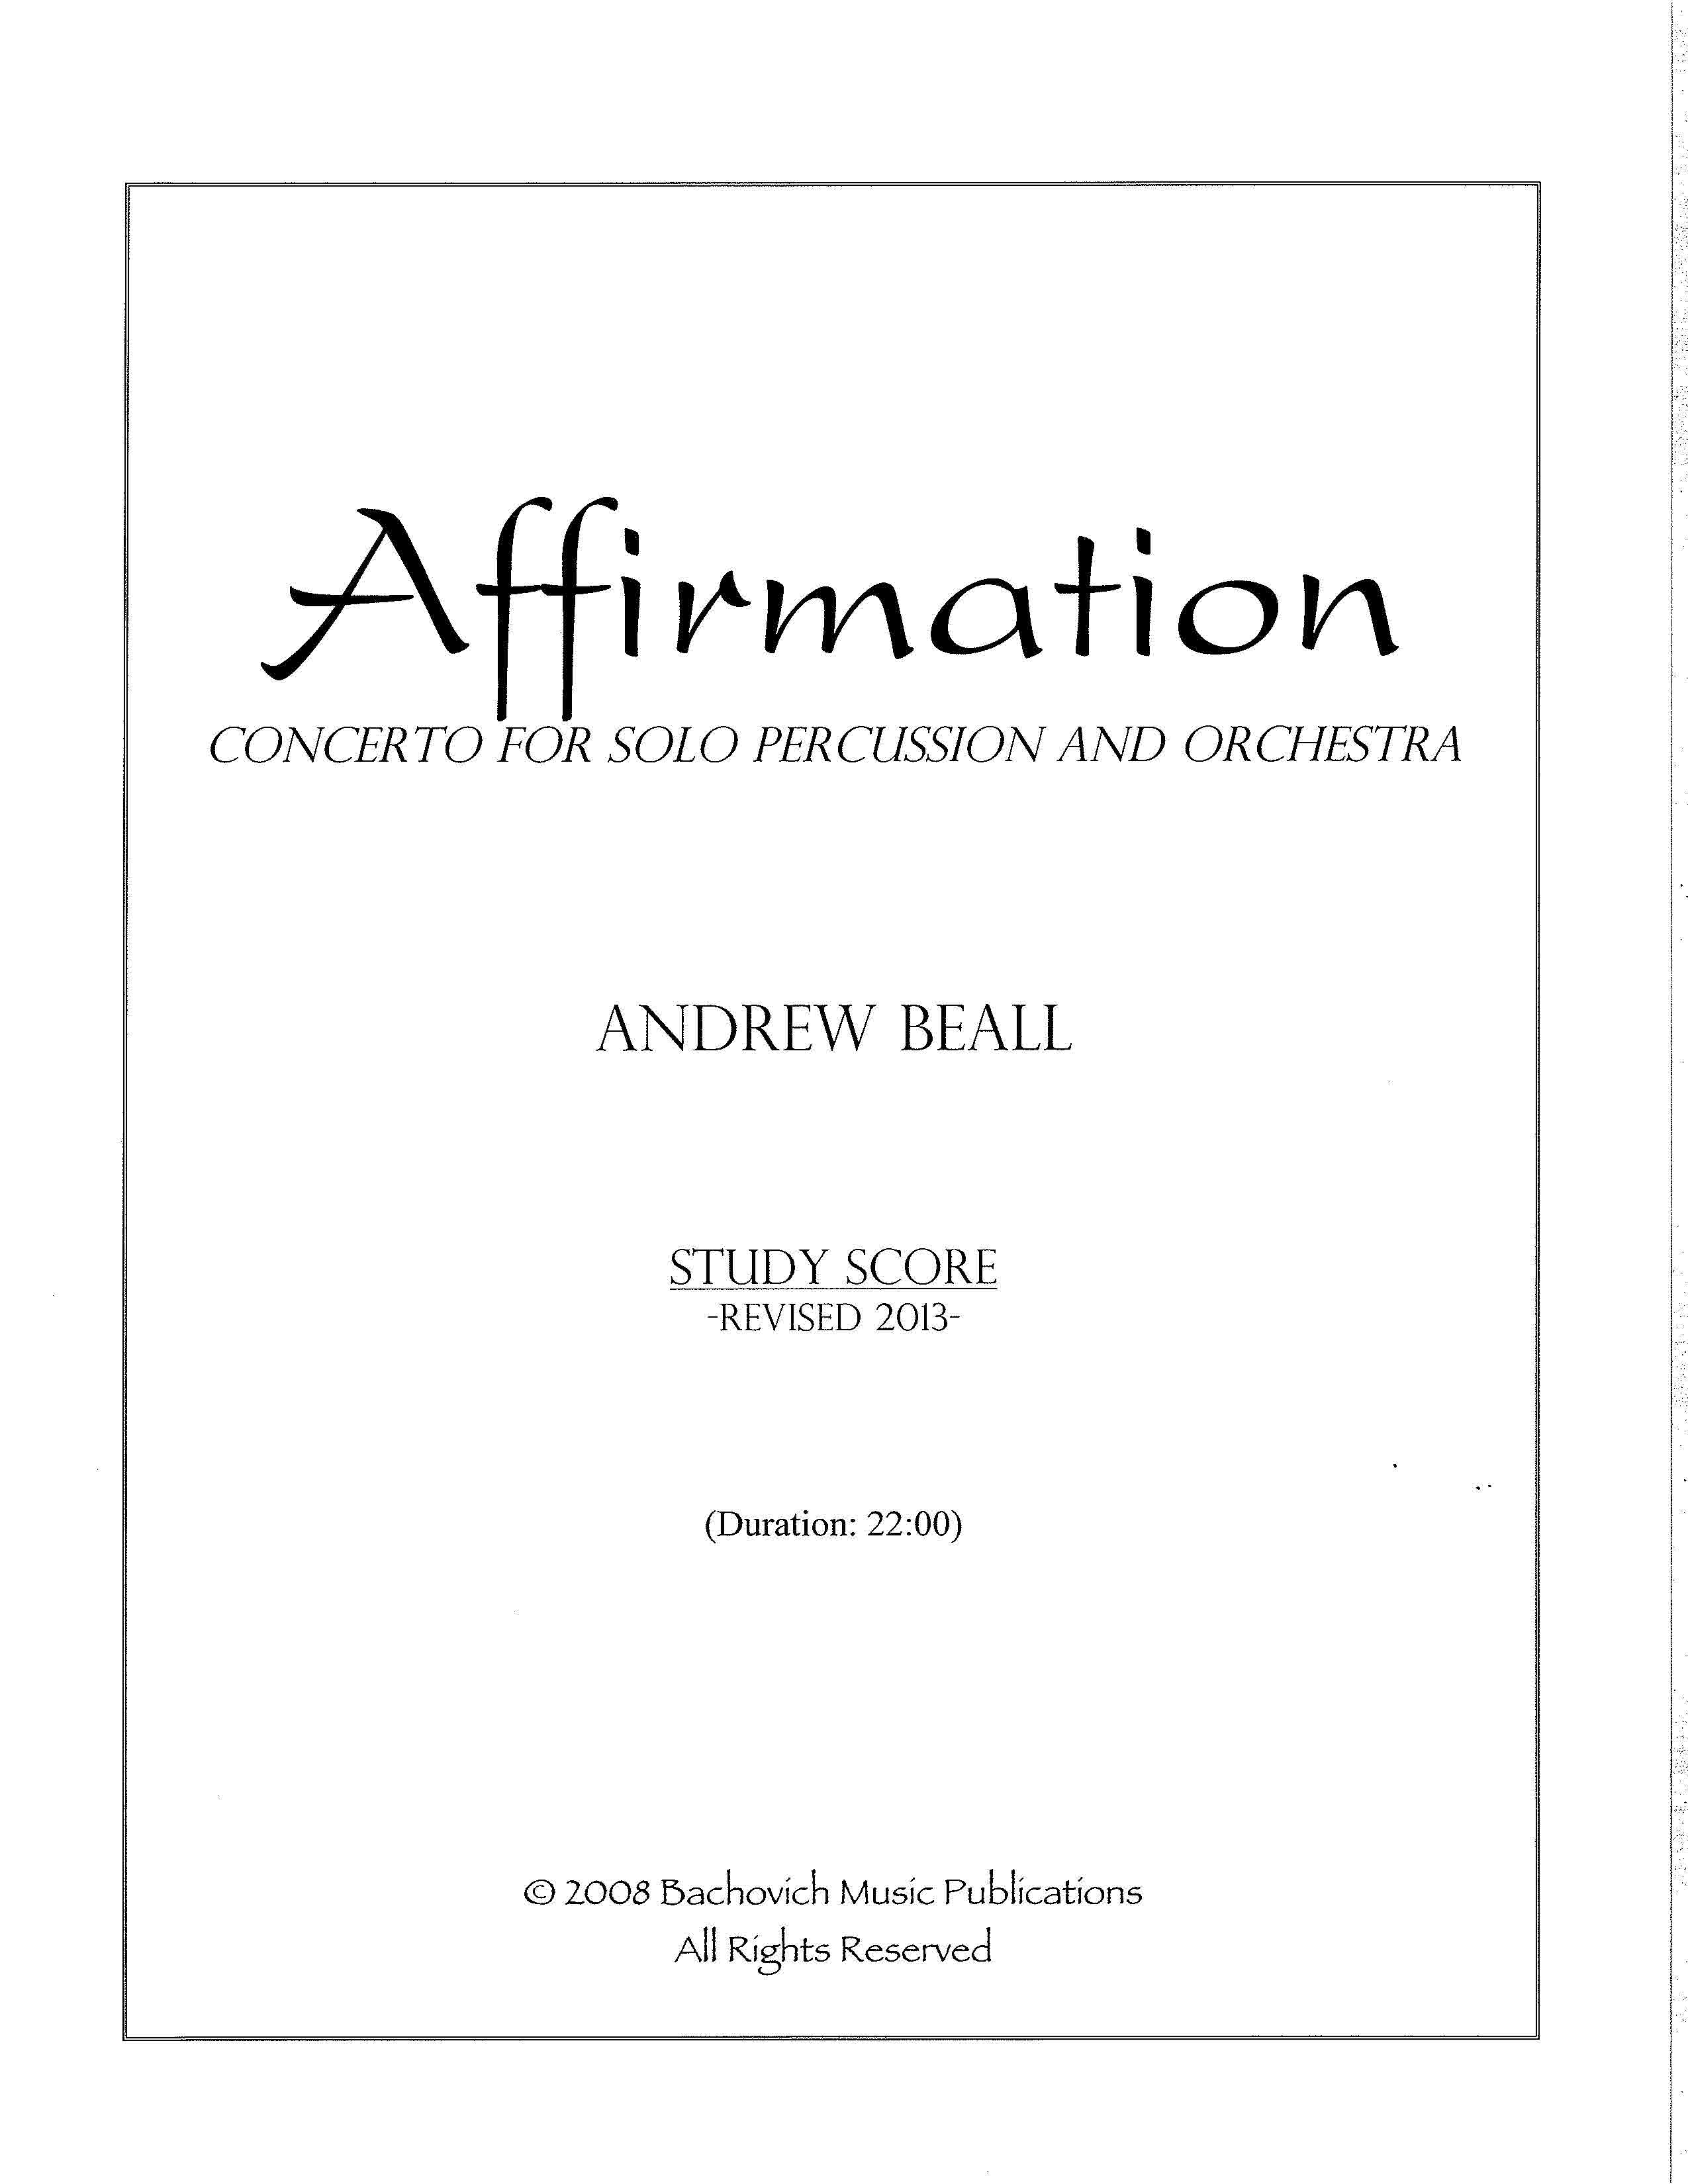 Affirmation
CONCERTO FOR SOLO PERCUSSION AND ORCHESTRA
ANDREW BEALL
STUDY SCORE
-REVISED 2013-
(Duration: 22:00)
© 2008 Bachovich Music Publications
All Rights Reserved